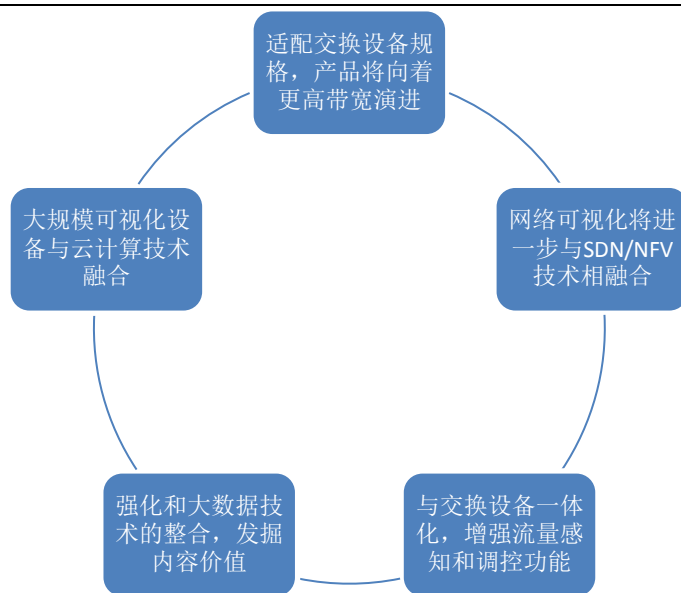 适配交换设备规
格，产品将向着
更高带宽演进
网络可视化将进
一步与SDN/NFV
技术相融合
与交换设备一体
化，增强流量感
知和调控功能
强化和大数据技
术的整合，发掘
内容价值
大规模可视化设
备与云计算技术
融合